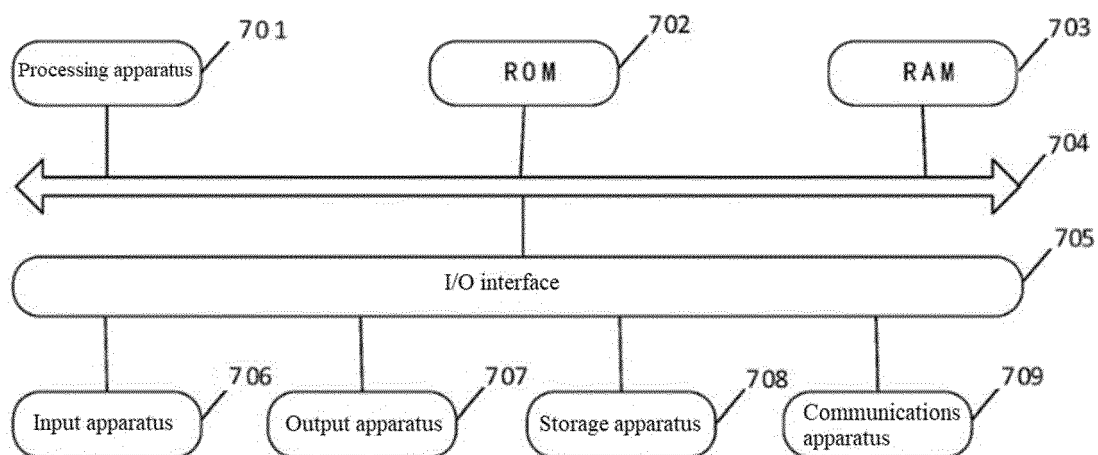 701
702
703
Processing apparatus
ROM
RAM
704
705
I/O interface
706
707
708
709
Input apparatus
Output apparatus
Storage apparatus
Communications
apparatus